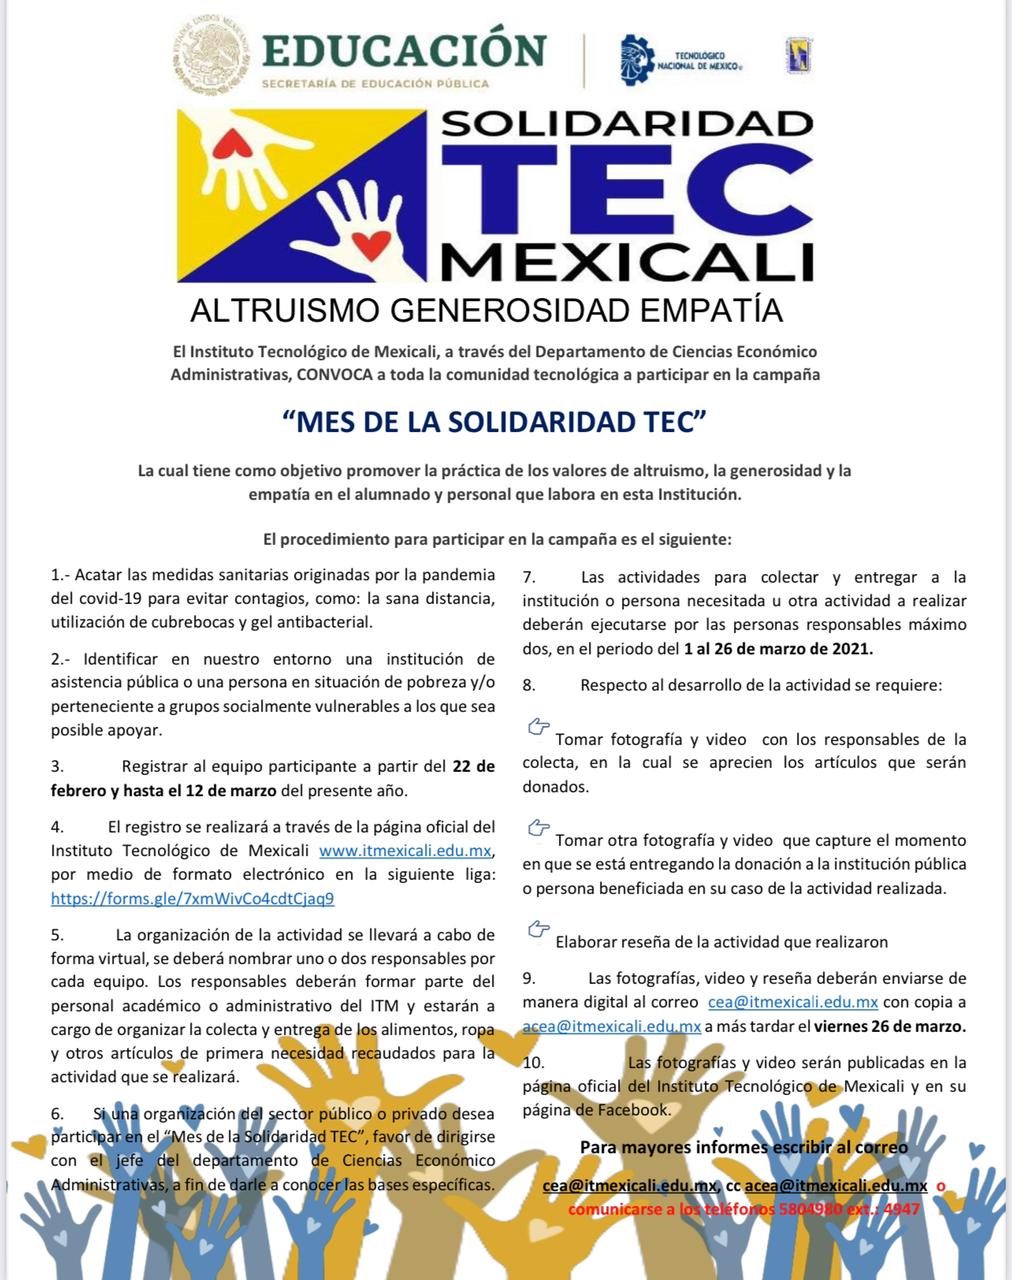 EDUCACIÓN
SECRETARÍA DE EDUCACIÓN PÚBLICA
TECNOLÓGICO
NACIONAL DE MÉXICO
SOLIDARIDAD
TEC
MEXICALI
ALTRUISMO GENEROSIDAD EMPATÍA
El Instituto Tecnológico de Mexicali, a través del Departamento de Ciencias Económico
Administrativas, CONVOCA a toda la comunidad tecnológica a participar en la campaña
“MES DE LA SOLIDARIDAD TEC”
La cual tiene como objetivo promover la práctica de los valores de altruismo, la generosidad y la
empatía en el alumnado y personal que labora en esta Institución.
El procedimiento para participar en la campaña es el siguiente:
1.- Acatar las medidas sanitarias originadas por la pandemia
del covid-19 para evitar contagios, como: la sana distancia,
utilización de cubrebocas y gel antibacterial.
2.- Identificar en nuestro entorno una institución de
asistencia pública o una persona en situación de pobreza y/o
perteneciente a grupos socialmente vulnerables a los que sea
posible apoyar.
3. Registrar al equipo participante a partir del 22 de
febrero y hasta el 12 de marzo del presente año.
4. El registro se realizará a través de la página oficial del
Instituto Tecnológico de Mexicali www.itmexicali.edu.mx,
por medio de formato electrónico en la siguiente liga:
https://forms.gle/7xmWivCo4cdtCjaq9
5. La organización de la actividad se llevará a cabo de
forma virtual, se deberá nombrar uno o dos responsables por
cada equipo. Los responsables deberán formar parte del
personal académico o administrativo del ITM y estarán a
cargo de organizar la colecta y entrega de los alimentos, ropa
y otros artículos de primera necesidad recaudados para la
actividad que se realizará.
6. Si una organización del sector público o privado desea
participar en el “Mes de la Solidaridad TEC”, favor de dirigirse
con el jefe del departamento de Ciencias Económico
Administrativas, a fin de darle a conocer las bases específicas.
7. Las actividades para colectar y entregar a la
institución o persona necesitada u otra actividad a realizar
deberán ejecutarse por las personas responsables máximo
dos, en el periodo del 1 al 26 de marzo de 2021.
8. Respecto al desarrollo de la actividad se requiere:
Tomar fotografía y video con los responsables de la
colecta, en la cual se aprecien los artículos que serán
donados.
Tomar otra fotografía y video que capture el momento
en que se está entregando la donación a la institución pública
o persona beneficiada en su caso de la actividad realizada.
Elaborar reseña de la actividad que realizaron
9. Las fotografías, video y reseña deberán enviarse de
manera digital al correo cea@itmexicali.edu.mx con copia a
acea@itmexicali.edu.mx a más tardar el viernes 26 de marzo.
10. Las fotografías y video serán publicadas en la
página oficial del Instituto Tecnológico de Mexicali y en su
página de Facebook.
Para mayores informes escribir al correo
cea@itmexicali.edu.mx, cc acea@itmexicali.edu.mx o
comunicarse a los teléfonos 5804980 ext.: 4947